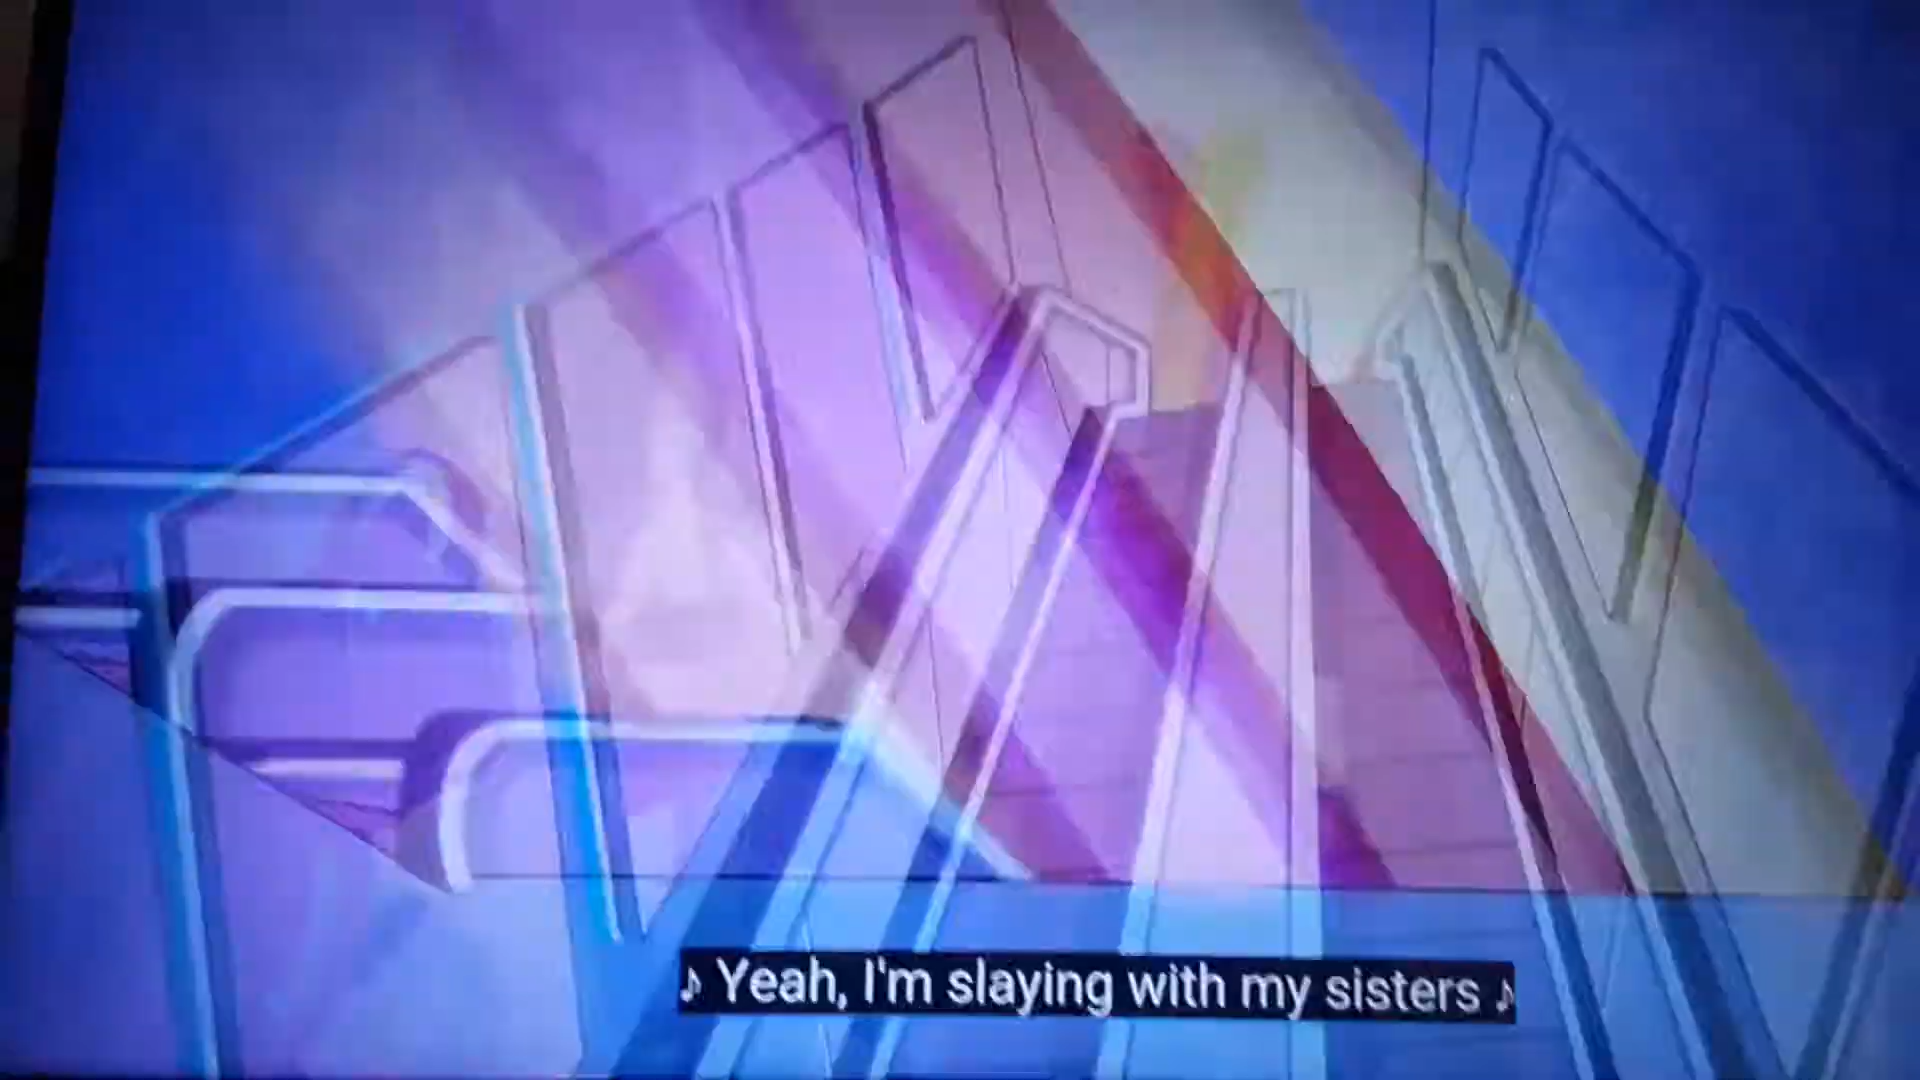 ♪ Yeah, I'm slaying with my sisters ♪